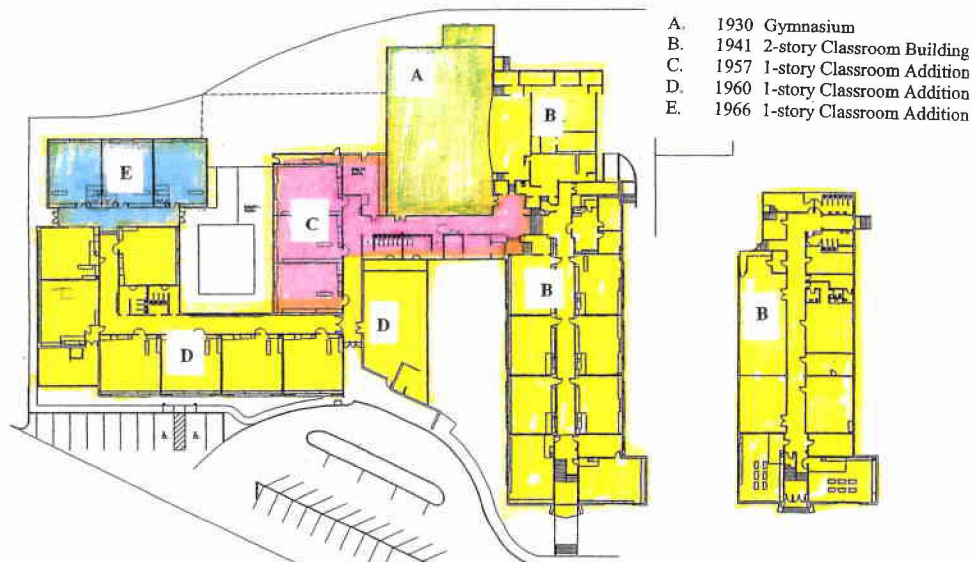 A. 1930 Gymnasium
B. 1941 2-story Classroom Building
C. 1957 1-story Classroom Addition
D. 1960 1-story Classroom Addition
E. 1966 1-story Classroom Addition
A
B
E
C
B
D
B
D